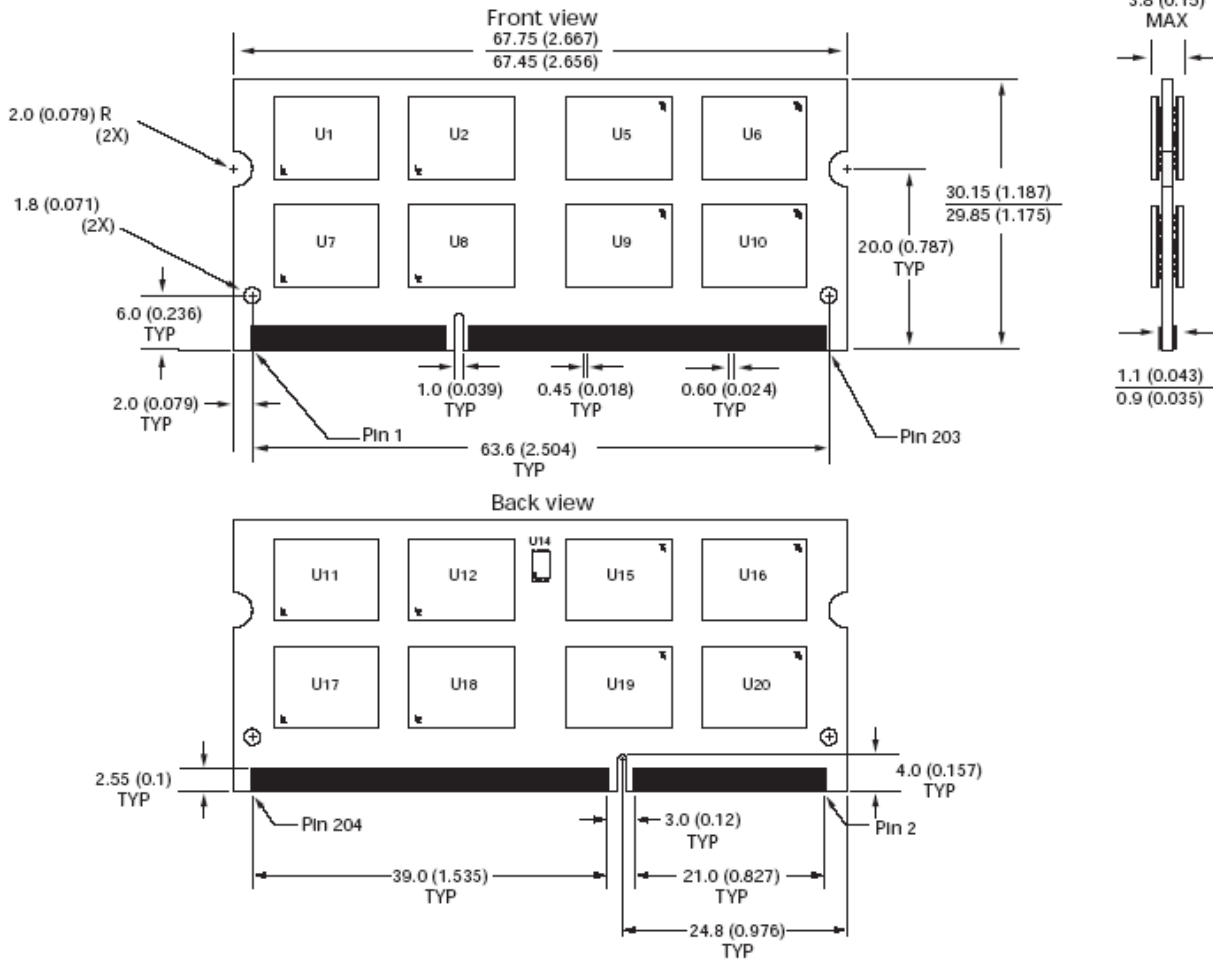 Front view
67.75 (2.667)
67.45 (2.656)
3.8 (0.15)
MAX
2.0 (0.079) R
(2X)
U1
U2
U5
U6
1.8 (0.071)
(2X)
U7
U8
U9
U10
30.15 (1.187)
29.85 (1.175)
20.0 (0.787)
TYP
6.0 (0.236)
TYP
1.0 (0.039)
TYP
0.45 (0.018)
TYP
0.60 (0.024)
TYP
1.1 (0.043)
0.9 (0.035)
2.0 (0.079)
TYP
Pin 1
63.6 (2.504)
TYP
Pin 203
Back view
U11
U12
U14
U15
U16
U17
U18
U19
U20
2.55 (0.1)
TYP
4.0 (0.157)
TYP
Pin 204
3.0 (0.12)
TYP
Pin 2
39.0 (1.535)
TYP
21.0 (0.827)
TYP
24.8 (0.976)
TYP